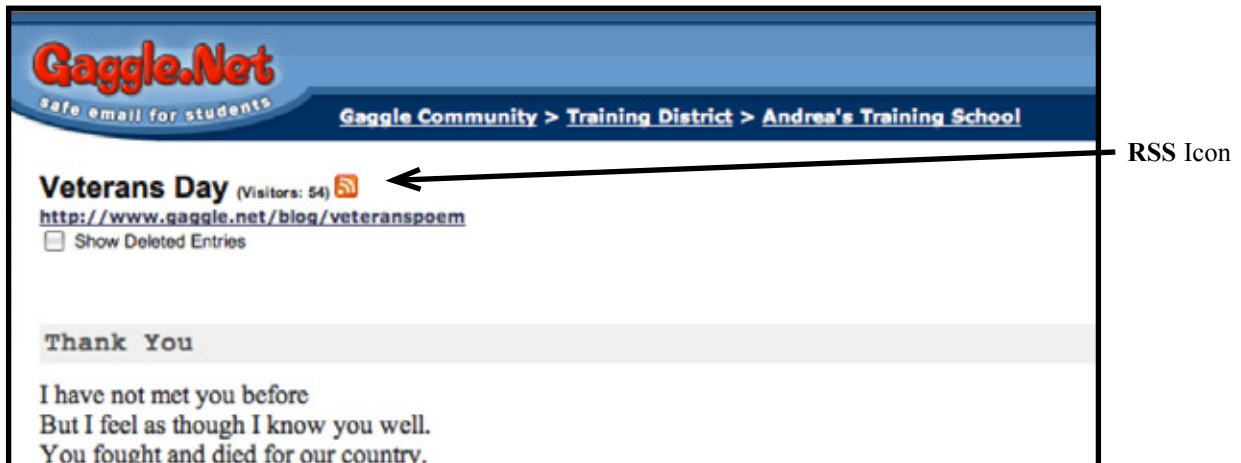 Gaggle.Net
safe email for students
Gaggle Community > Training District > Andrea's Training School
RSS Icon
Veterans Day (Visitors: 54)
http://www.gaggle.net/blog/veteranspoem
Show Deleted Entries
Thank You
I have not met you before
But I feel as though I know you well.
You fought and died for our country.